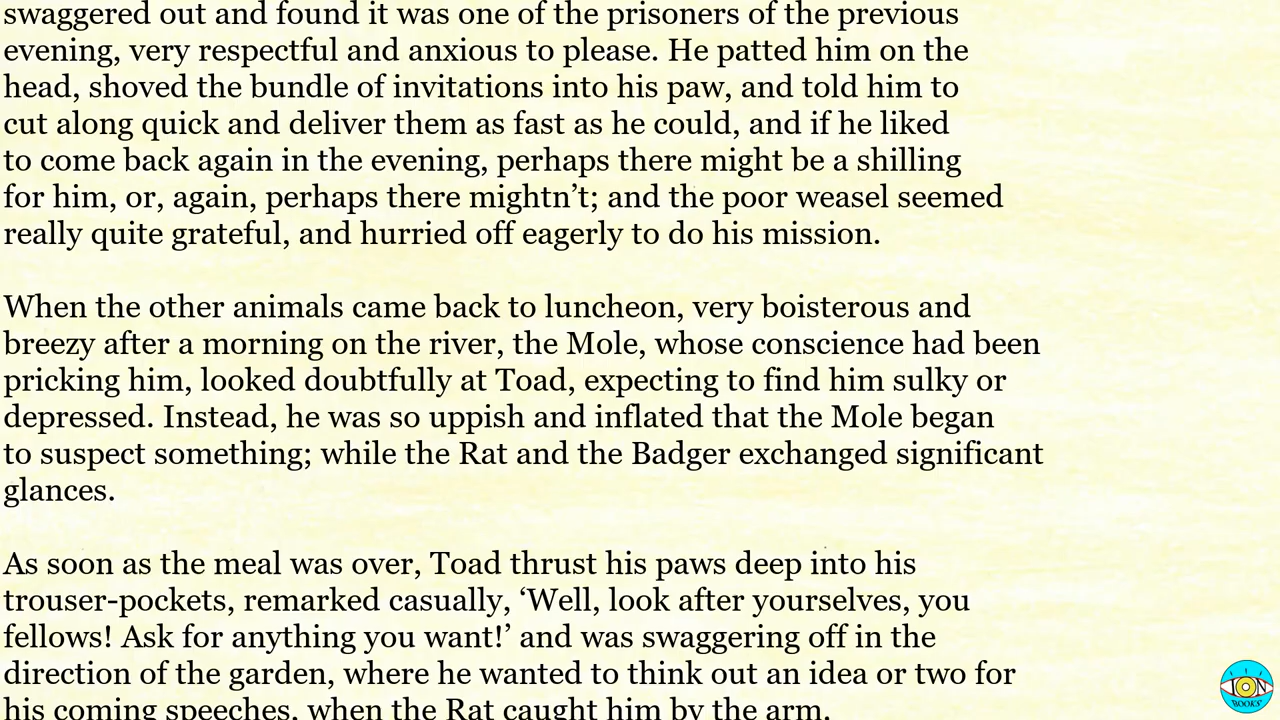 swaggered out and found it was one of the prisoners of the previous
evening, very respectful and anxious to please. He patted him on the
head, shoved the bundle of invitations into his paw, and told him to
cut along quick and deliver them as fast as he could, and if he liked
to come back again in the evening, perhaps there might be a shilling
for him, or, again, perhaps there mightn’t; and the poor weasel seemed
really quite grateful, and hurried off eagerly to do his mission.
When the other animals came back to luncheon, very boisterous and
breezy after a morning on the river, the Mole, whose conscience had been
pricking him, looked doubtfully at Toad, expecting to find him sulky or
depressed. Instead, he was so uppish and inflated that the Mole began
to suspect something; while the Rat and the Badger exchanged significant
glances.
As soon as the meal was over, Toad thrust his paws deep into his
trouser-pockets, remarked casually, ‘Well, look after yourselves, you
fellows! Ask for anything you want!’ and was swaggering off in the
direction of the garden, where he wanted to think out an idea or two for
his coming speeches, when the Rat caught him by the arm.
ION
BOOKS